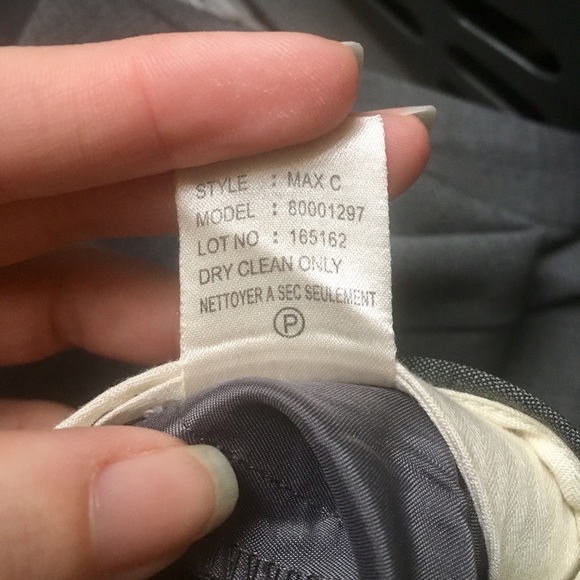 STYLE : MAX C
MODEL : 80001297
LOT NO : 165162
DRY CLEAN ONLY
NETTOYER A SEC SEULEMENT
P